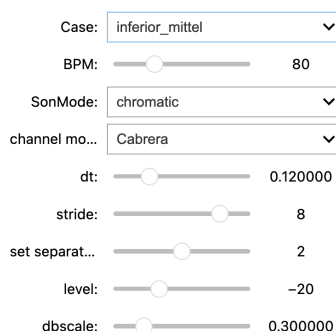 Case: inferior_mittel
BPM: 80
SonMode: chromatic
channel mo... Cabrera
dt: 0.120000
stride: 8
set separat... 2
level: −20
dbscale: 0.300000